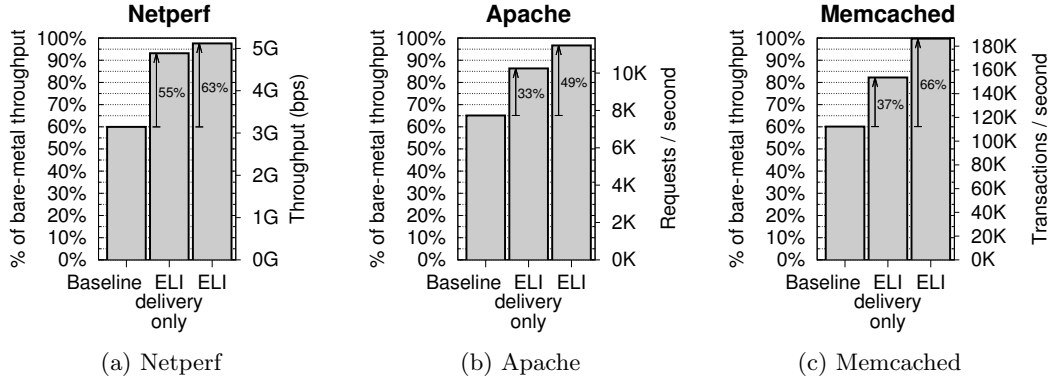 Netperf
% of bare-metal throughput
100%
90%
80%
70%
60%
50%
40%
30%
20%
10%
0%
55%
63%
5G
4G
3G
2G
1G
0G
Throughput (bps)
Baseline
ELI
delivery
only
ELI
(a) Netperf
Apache
% of bare-metal throughput
100%
90%
80%
70%
60%
50%
40%
30%
20%
10%
0%
33%
49%
10K
8K
6K
4K
2K
0K
Requests / second
Baseline
ELI
delivery
only
ELI
(b) Apache
Memcached
% of bare-metal throughput
100%
90%
80%
70%
60%
50%
40%
30%
20%
10%
0%
37%
66%
180K
160K
140K
120K
100K
80K
60K
40K
20K
0K
Transactions / second
Baseline
ELI
delivery
only
ELI
(c) Memcached